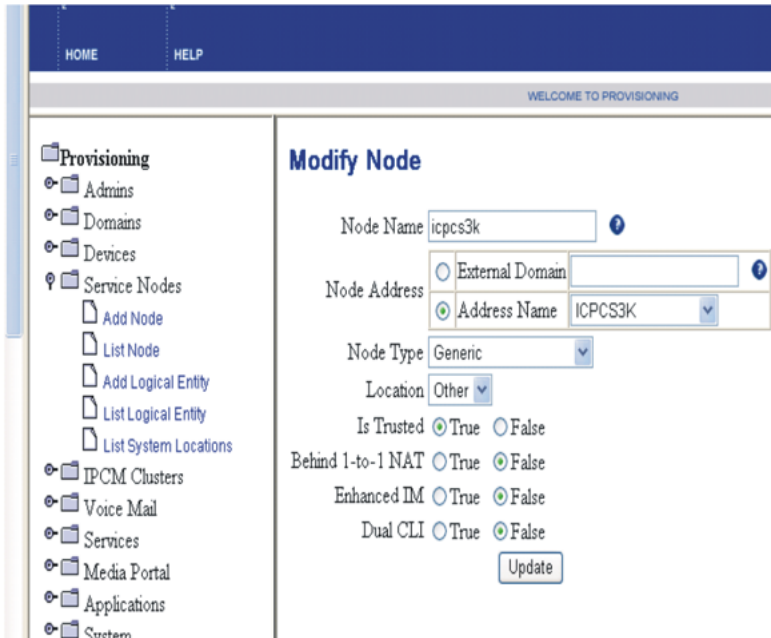 HOME HELP
WELCOME TO PROVISIONING
Provisioning
Admins
Domains
Devices
Service Nodes
Add Node
List Node
Add Logical Entity
List Logical Entity
List System Locations
IPCM Clusters
Voice Mail
Services
Media Portal
Applications
System
Modify Node
Node Name icpcs3k
Node Address
External Domain
Address Name ICPCS3K
Node Type Generic
Location Other
Is Trusted True False
Behind 1-to-1 NAT True False
Enhanced IM True False
Dual CLI True False
Update